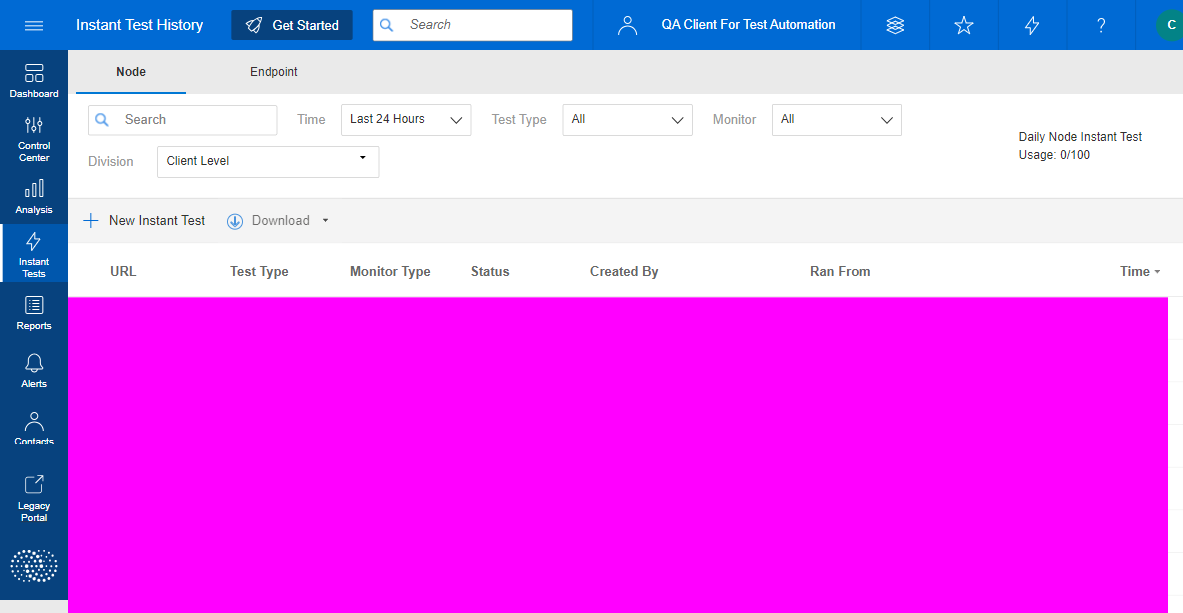 Instant Test History
Get Started
Search
QA Client For Test Automation
?
C
Dashboard
Control
Center
Analysis
Instant
Tests
Reports
Alerts
Contacts
Legacy
Portal
Node
Endpoint
Search
Time
Last 24 Hours
Test Type
All
Monitor
All
Daily Node Instant Test
Usage: 0/100
Division
Client Level
New Instant Test
Download
URL
Test Type
Monitor Type
Status
Created By
Ran From
Time